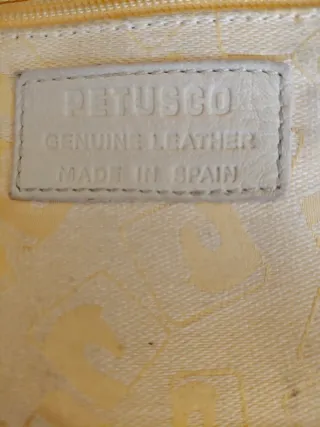 PETUSCO
GENUINE LEATHER
MADE IN SPAIN